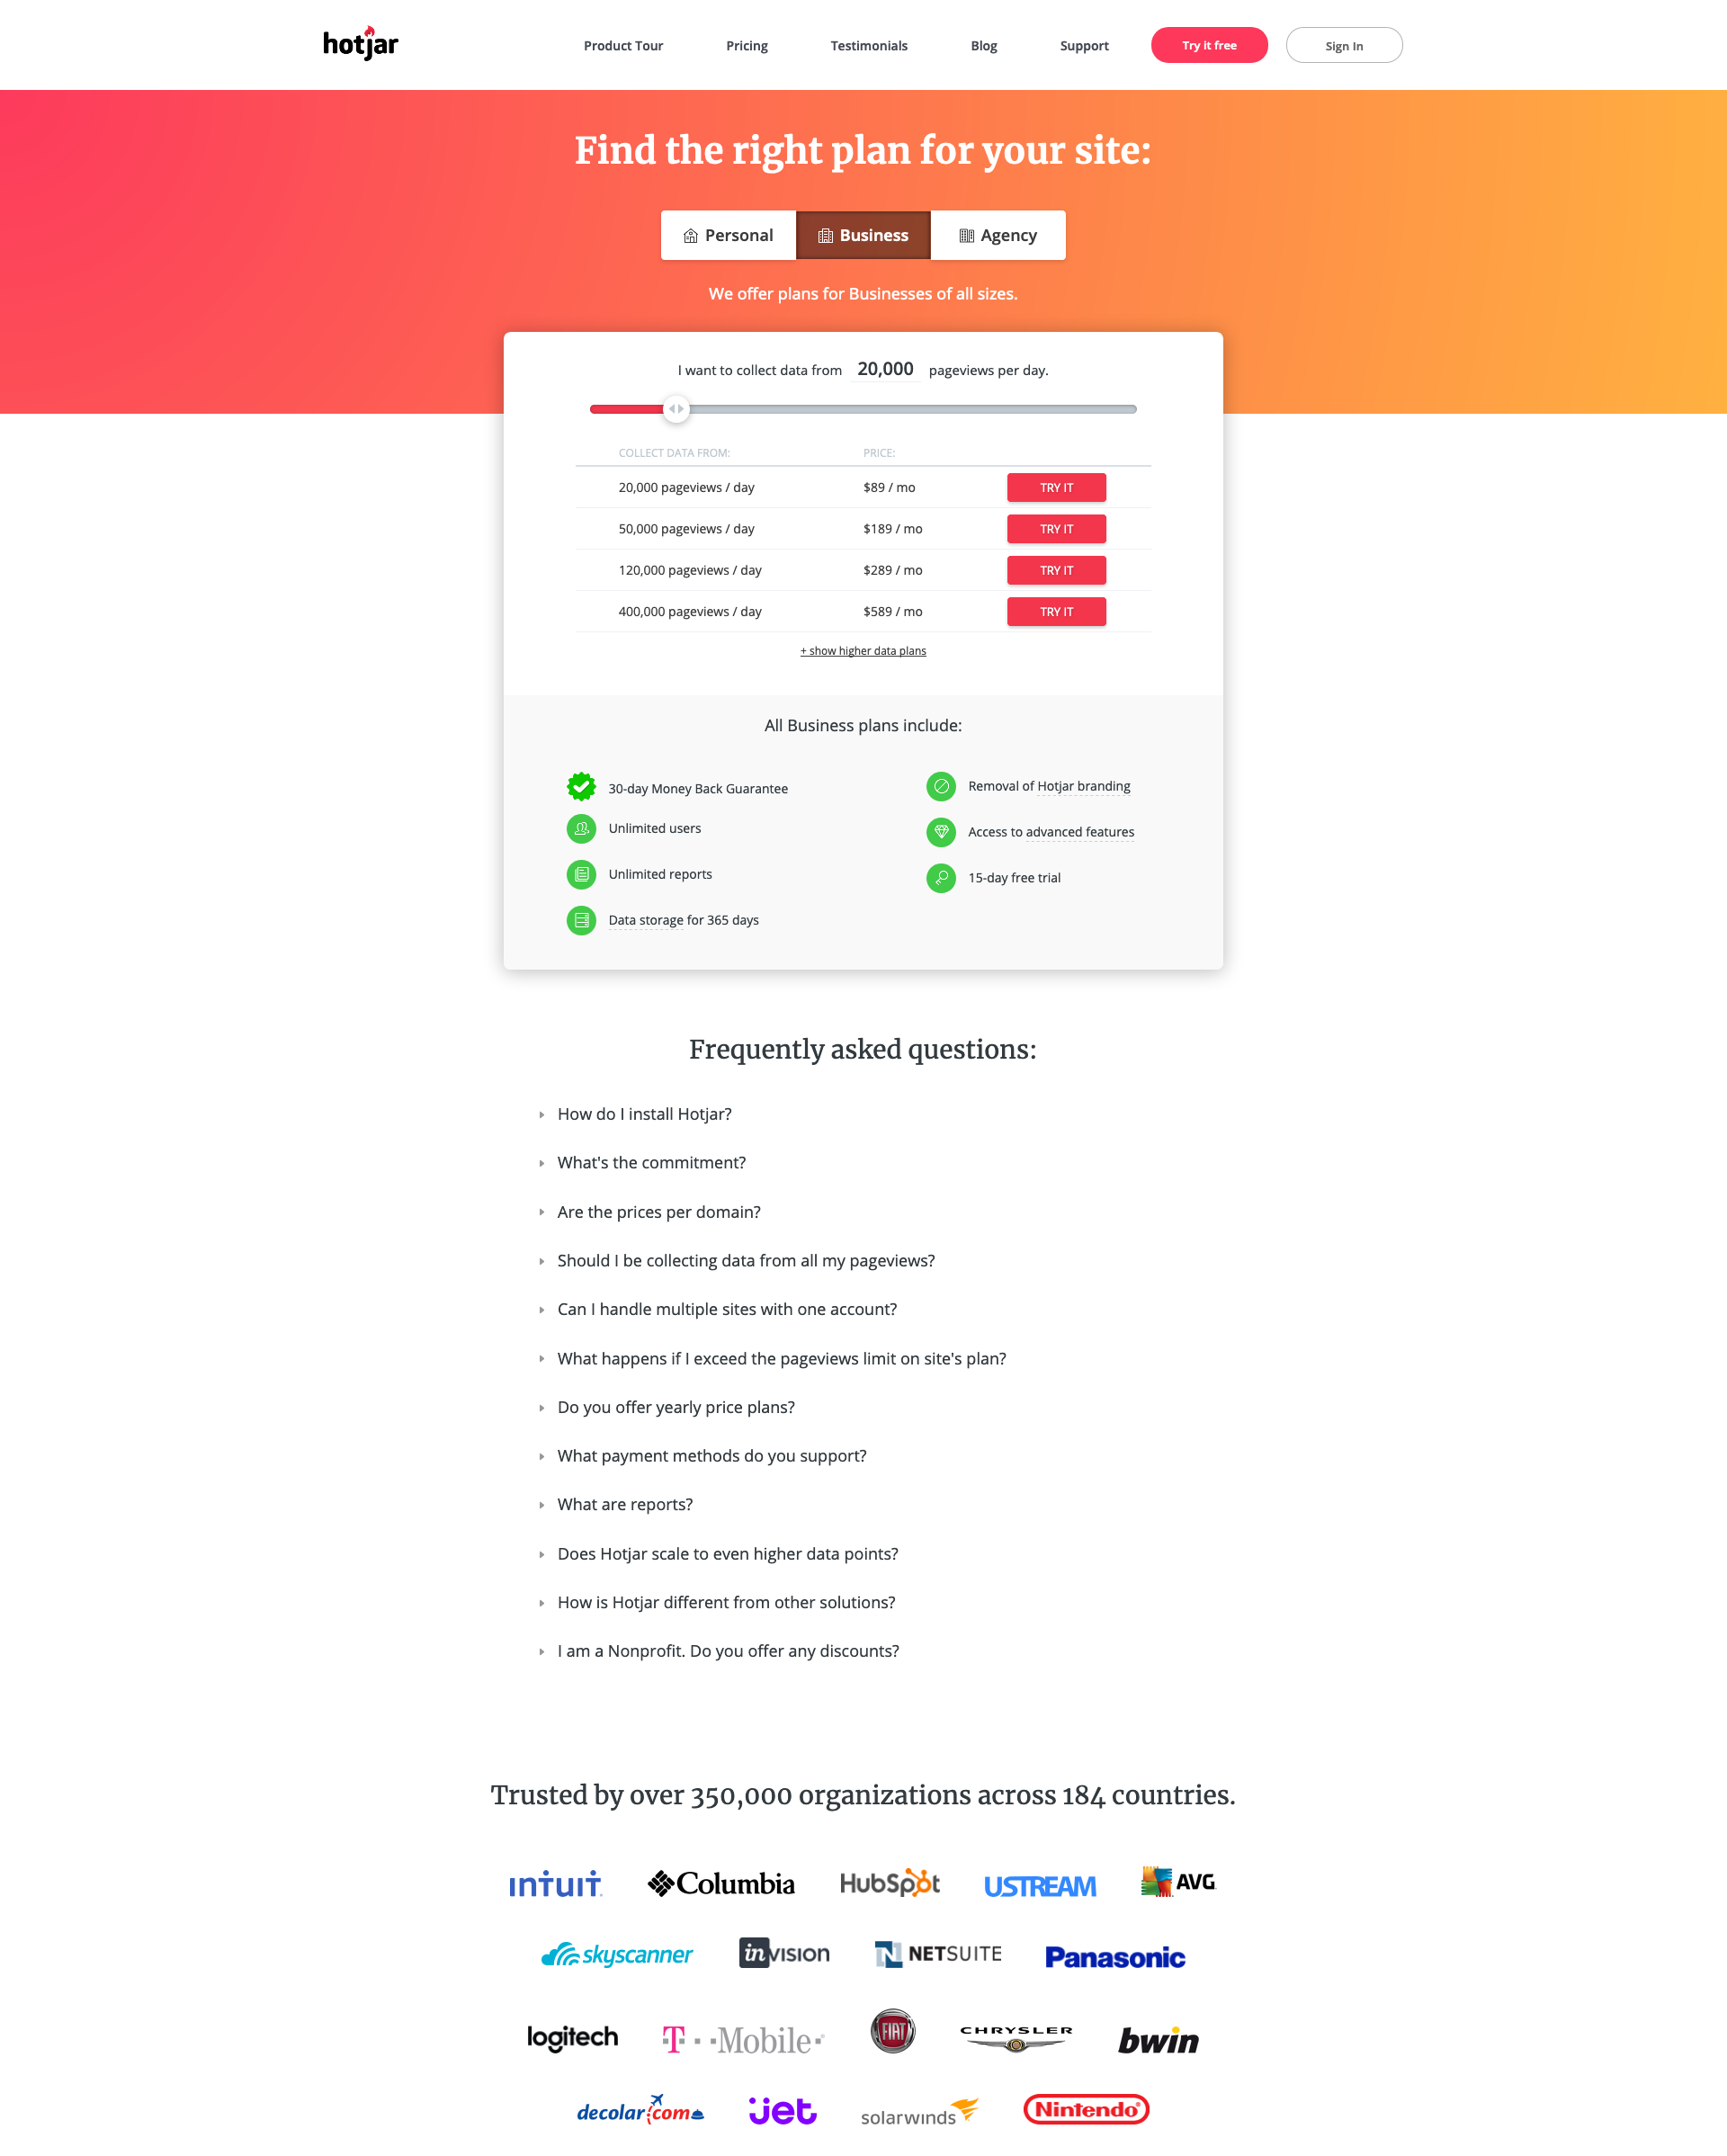 hotjar
Product Tour Pricing Testimonials Blog Support Try it free Sign In
Find the right plan for your site:
Personal Business Agency
We offer plans for Businesses of all sizes.
I want to collect data from 20,000 pageviews per day.
COLLECT DATA FROM: PRICE:
20,000 pageviews / day $89 / mo TRY IT
50,000 pageviews / day $189 / mo TRY IT
120,000 pageviews / day $289 / mo TRY IT
400,000 pageviews / day $589 / mo TRY IT
+ show higher data plans
All Business plans include:
30-day Money Back Guarantee
Unlimited users
Unlimited reports
Data storage for 365 days
Removal of Hotjar branding
Access to advanced features
15-day free trial
Frequently asked questions:
How do I install Hotjar?
What's the commitment?
Are the prices per domain?
Should I be collecting data from all my pageviews?
Can I handle multiple sites with one account?
What happens if I exceed the pageviews limit on site's plan?
Do you offer yearly price plans?
What payment methods do you support?
What are reports?
Does Hotjar scale to even higher data points?
How is Hotjar different from other solutions?
I am a Nonprofit. Do you offer any discounts?
Trusted by over 350,000 organizations across 184 countries.
intuit Columbia HubSpot USTREAM AVG
skyscanner invision NETSUITE Panasonic
logitech T··Mobile· FIAT CHRYSLER bwin
decolar.com jet solarwinds Nintendo